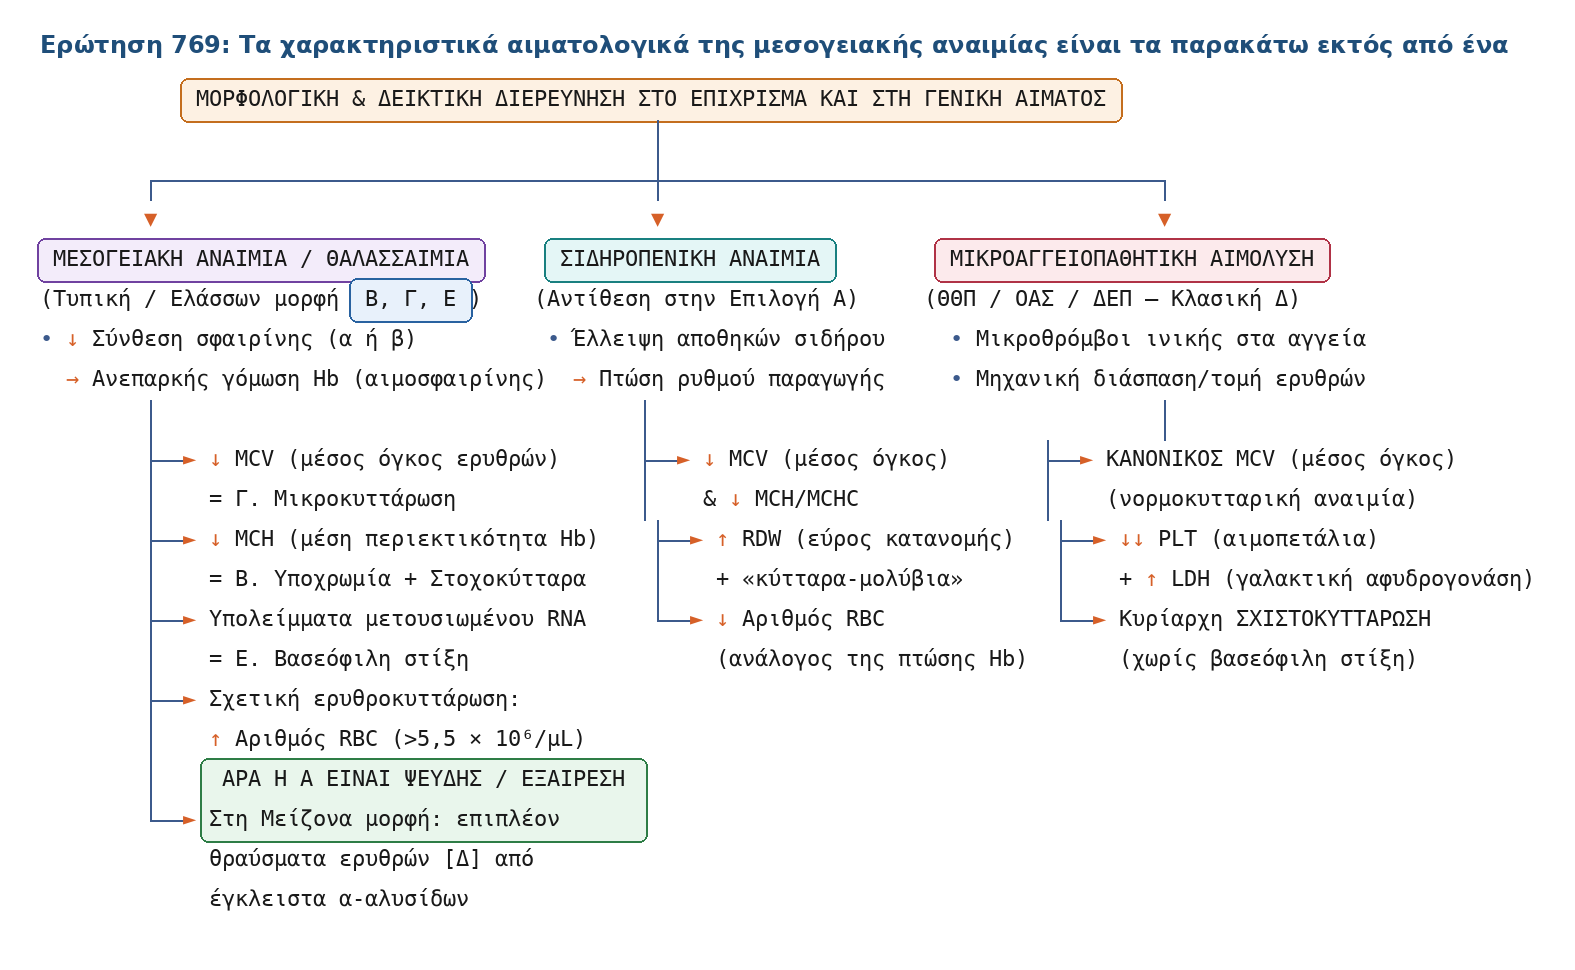 Ερώτηση 769: Τα χαρακτηριστικά αιματολογικά της μεσογειακής αναιμίας είναι τα παρακάτω εκτός από ένα
ΜΟΡΦΟΛΟΓΙΚΗ & ΔΕΙΚΤΙΚΗ ΔΙΕΡΕΥΝΗΣΗ ΣΤΟ ΕΠΙΧΡΙΣΜΑ ΚΑΙ ΣΤΗ ΓΕΝΙΚΗ ΑΙΜΑΤΟΣ
ΜΕΣΟΓΕΙΑΚΗ ΑΝΑΙΜΙΑ / ΘΑΛΑΣΣΑΙΜΙΑ
(Τυπική / Ελάσσων μορφή Β, Γ, Ε )
• ↓ Σύνθεση σφαιρίνης (α ή β)
→ Ανεπαρκής γόμωση Hb (αιμοσφαιρίνης)
► ↓ MCV (μέσος όγκος ερυθρών)
= Γ. Μικροκυττάρωση
► ↓ MCH (μέση περιεκτικότητα Hb)
= Β. Υποχρωμία + Στοχοκύτταρα
► Υπολείμματα μετουσιωμένου RNA
= Ε. Βασεόφιλη στίξη
► Σχετική ερυθροκυττάρωση:
↑ Αριθμός RBC (>5,5 × 10⁶/μL)
ΑΡΑ Η Α ΕΙΝΑΙ ΨΕΥΔΗΣ / ΕΞΑΙΡΕΣΗ
► Στη Μείζονα μορφή: επιπλέον
θραύσματα ερυθρών [Δ] από
έγκλειστα α-αλυσίδων
ΣΙΔΗΡΟΠΕΝΙΚΗ ΑΝΑΙΜΙΑ
(Αντίθεση στην Επιλογή Α)
• Έλλειψη αποθηκών σιδήρου
→ Πτώση ρυθμού παραγωγής
► ↓ MCV (μέσος όγκος)
& ↓ MCH/MCHC
► ↑ RDW (εύρος κατανομής)
+ «κύτταρα-μολύβια»
► ↓ Αριθμός RBC
(ανάλογος της πτώσης Hb)
ΜΙΚΡΟΑΓΓΕΙΟΠΑΘΗΤΙΚΗ ΑΙΜΟΛΥΣΗ
(ΘΘΠ / ΟΑΣ / ΔΕΠ – Κλασική Δ)
• Μικροθρόμβοι ινικής στα αγγεία
• Μηχανική διάσπαση/τομή ερυθρών
► ΚΑΝΟΝΙΚΟΣ MCV (μέσος όγκος)
(νορμοκυτταρική αναιμία)
► ↓↓ PLT (αιμοπετάλια)
+ ↑ LDH (γαλακτική αφυδρογονάση)
► Κυρίαρχη ΣΧΙΣΤΟΚΥΤΤΑΡΩΣΗ
(χωρίς βασεόφιλη στίξη)